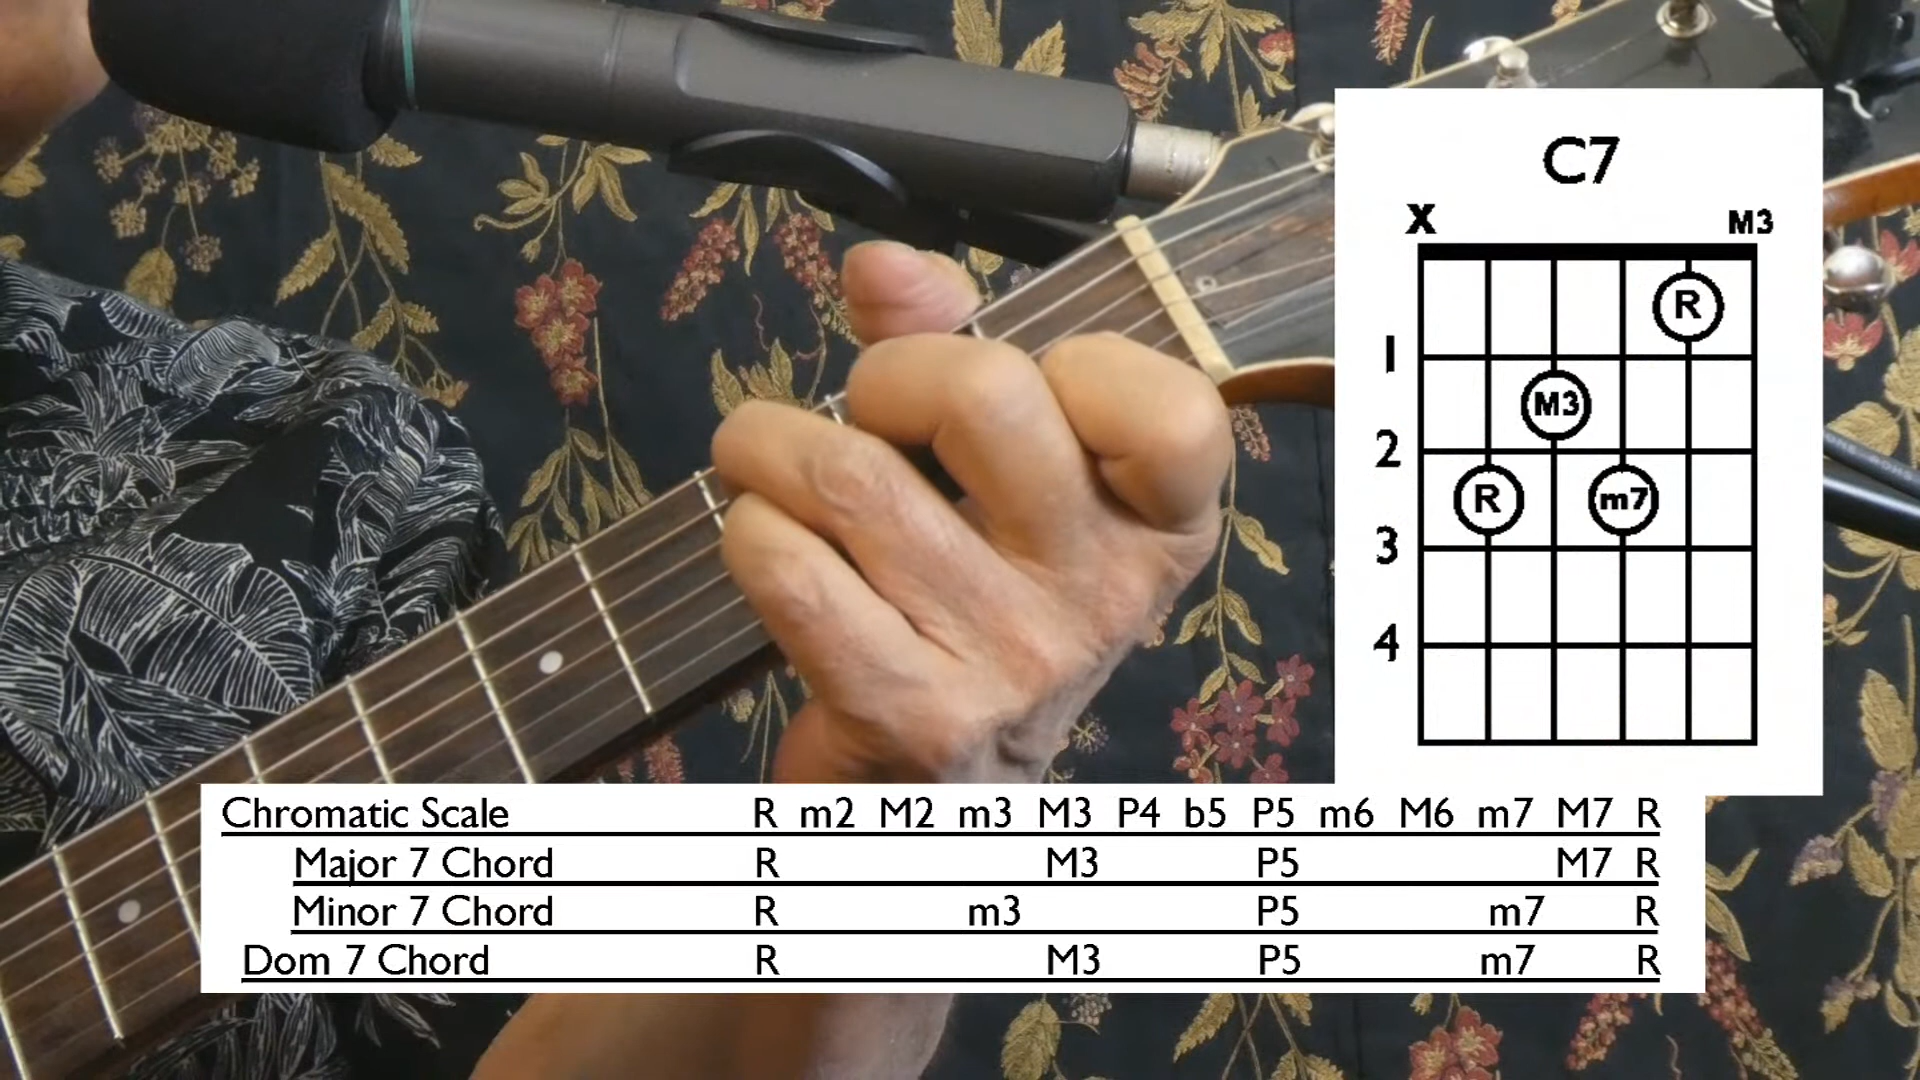 C7
X M3
R
1
M3
2
R m7
3
4
Chromatic Scale R m2 M2 m3 M3 P4 b5 P5 m6 M6 m7 M7 R
Major 7 Chord R M3 P5 M7 R
Minor 7 Chord R m3 P5 m7 R
Dom 7 Chord R M3 P5 m7 R